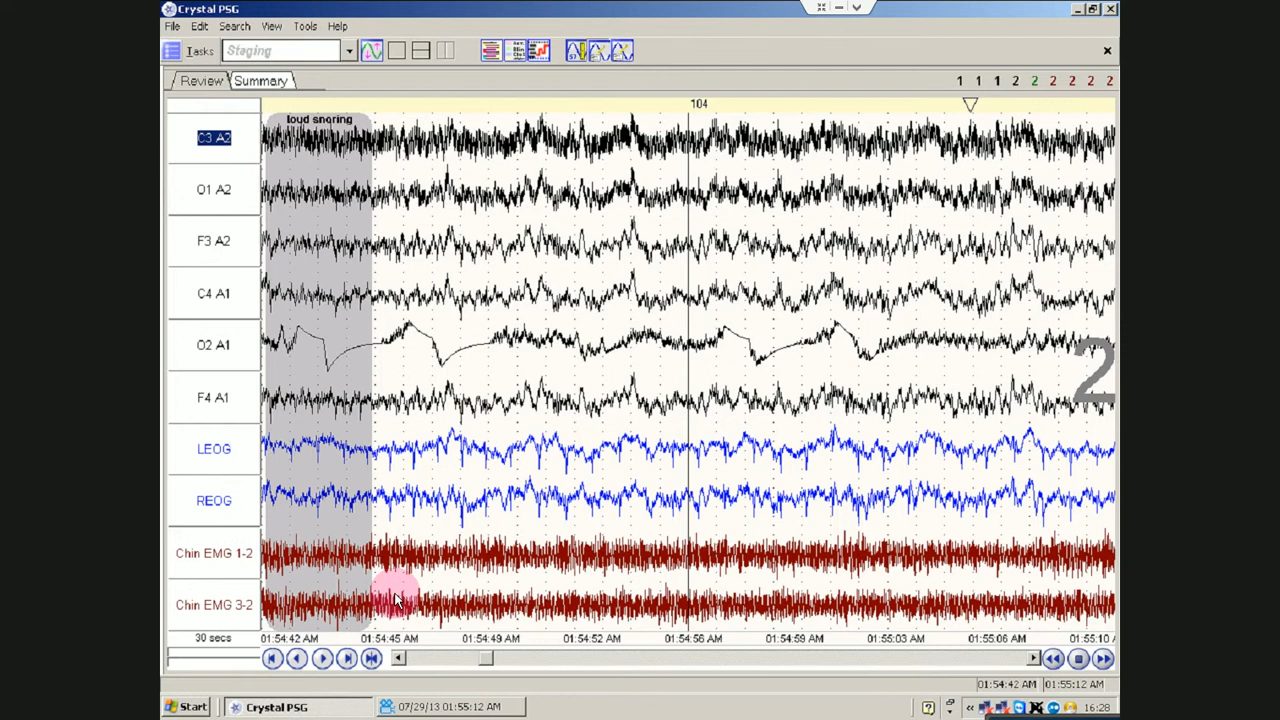 Crystal PSG
File Edit Search View Tools Help
Tasks Staging
Review Summary
1 1 1 2 2 2 2 2 2
104
loud snoring
C3 A2
O1 A2
F3 A2
C4 A1
O2 A1
2
F4 A1
LEOG
REOG
Chin EMG 1-2
Chin EMG 3-2
30 secs 01:54:42 AM 01:54:45 AM 01:54:49 AM 01:54:52 AM 01:54:56 AM 01:54:59 AM 01:55:03 AM 01:55:06 AM 01:55:10
01:54:42 AM 01:55:12 AM
Start Crystal PSG 07/29/13 01:55:12 AM 16:28